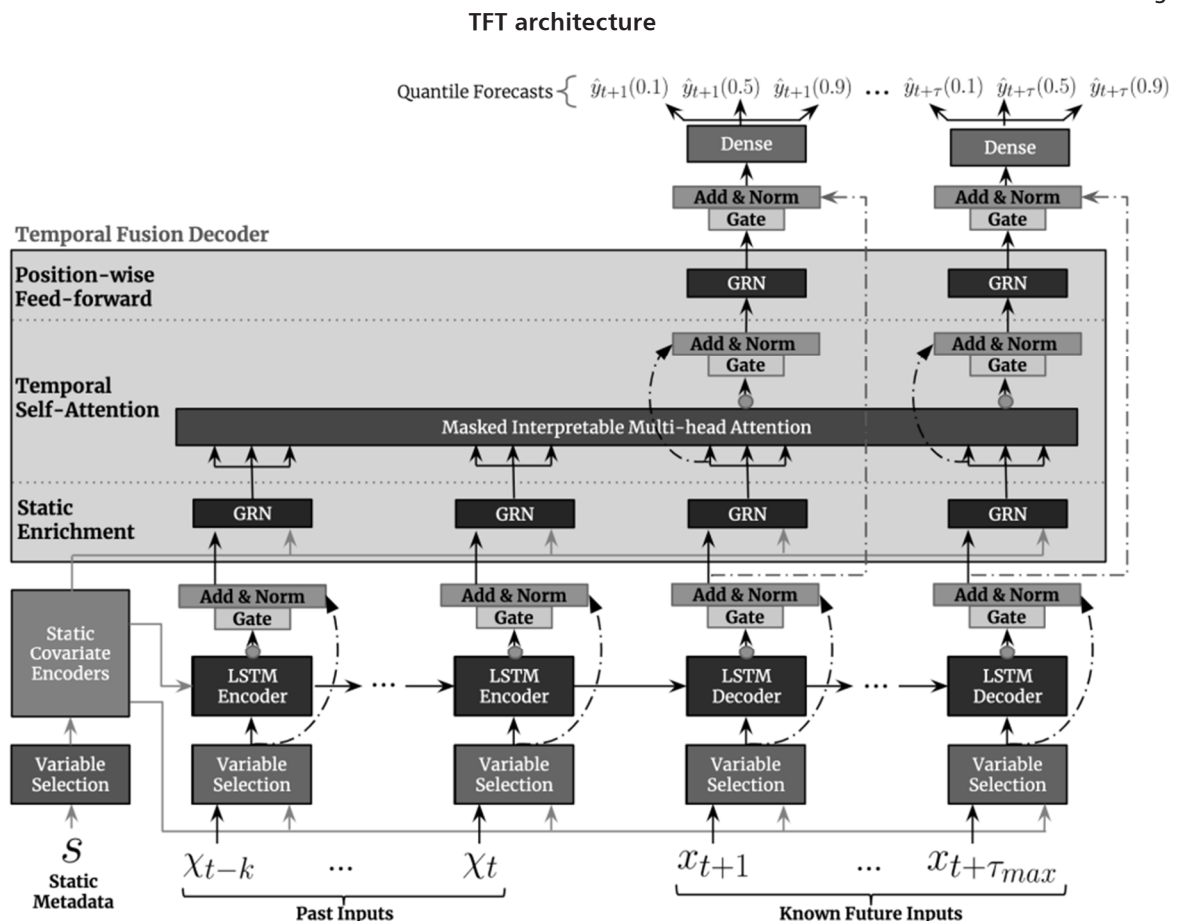 TFT architecture
Quantile Forecasts { ŷt+1(0.1) ŷt+1(0.5) ŷt+1(0.9) ... ŷt+τ(0.1) ŷt+τ(0.5) ŷt+τ(0.9)
Dense Dense
Add & Norm Add & Norm
Gate Gate
Temporal Fusion Decoder
Position-wise
Feed-forward
GRN GRN
Add & Norm Add & Norm
Gate Gate
Temporal
Self-Attention
Masked Interpretable Multi-head Attention
Static
Enrichment
GRN GRN GRN GRN
Add & Norm Add & Norm Add & Norm Add & Norm
Gate Gate Gate Gate
Static
Covariate
Encoders
LSTM
Encoder
...
LSTM
Encoder
LSTM
Decoder
...
LSTM
Decoder
Variable
Selection
Variable
Selection
Variable
Selection
Variable
Selection
Variable
Selection
s
Static
Metadata
χt−k ... χt xt+1 ... xt+τmax
Past Inputs Known Future Inputs